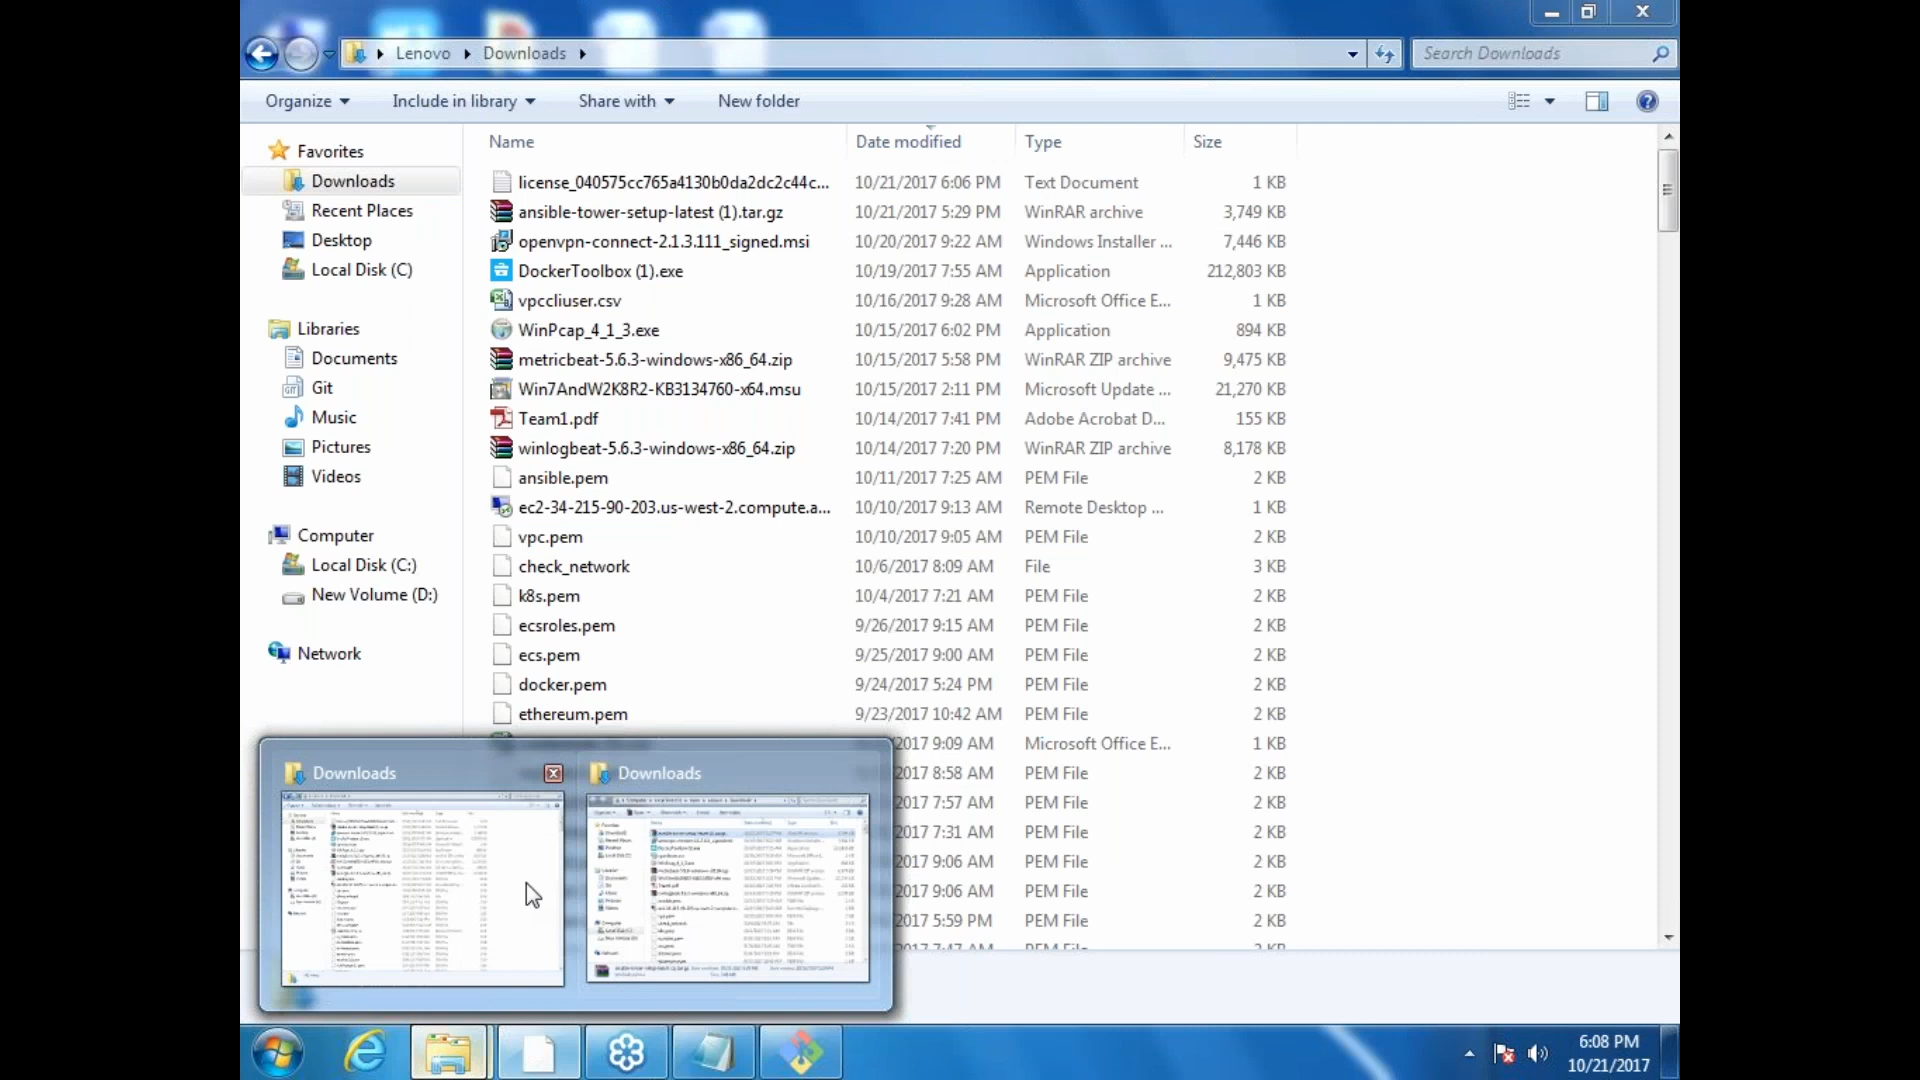 Lenovo Downloads
Search Downloads
Organize Include in library Share with New folder
Name Date modified Type Size
Favorites
Downloads
Recent Places
Desktop
Local Disk (C)
Libraries
Documents
Git
Music
Pictures
Videos
Computer
Local Disk (C:)
New Volume (D:)
Network
license_040575cc765a4130b0da2dc2c44c... 10/21/2017 6:06 PM Text Document 1 KB
ansible-tower-setup-latest (1).tar.gz 10/21/2017 5:29 PM WinRAR archive 3,749 KB
openvpn-connect-2.1.3.111_signed.msi 10/20/2017 9:22 AM Windows Installer ... 7,446 KB
DockerToolbox (1).exe 10/19/2017 7:55 AM Application 212,803 KB
vpccliuser.csv 10/16/2017 9:28 AM Microsoft Office E... 1 KB
WinPcap_4_1_3.exe 10/15/2017 6:02 PM Application 894 KB
metricbeat-5.6.3-windows-x86_64.zip 10/15/2017 5:58 PM WinRAR ZIP archive 9,475 KB
Win7AndW2K8R2-KB3134760-x64.msu 10/15/2017 2:11 PM Microsoft Update ... 21,270 KB
Team1.pdf 10/14/2017 7:41 PM Adobe Acrobat D... 155 KB
winlogbeat-5.6.3-windows-x86_64.zip 10/14/2017 7:20 PM WinRAR ZIP archive 8,178 KB
ansible.pem 10/11/2017 7:25 AM PEM File 2 KB
ec2-34-215-90-203.us-west-2.compute.a... 10/10/2017 9:13 AM Remote Desktop ... 1 KB
vpc.pem 10/10/2017 9:05 AM PEM File 2 KB
check_network 10/6/2017 8:09 AM File 3 KB
k8s.pem 10/4/2017 7:21 AM PEM File 2 KB
ecsroles.pem 9/26/2017 9:15 AM PEM File 2 KB
ecs.pem 9/25/2017 9:00 AM PEM File 2 KB
docker.pem 9/24/2017 5:24 PM PEM File 2 KB
ethereum.pem 9/23/2017 10:42 AM PEM File 2 KB
2017 9:09 AM Microsoft Office E... 1 KB
2017 8:58 AM PEM File 2 KB
2017 7:57 AM PEM File 2 KB
2017 7:31 AM PEM File 2 KB
2017 9:06 AM PEM File 2 KB
2017 9:06 AM PEM File 2 KB
2017 5:59 PM PEM File 2 KB
2017 7:47 AM PEM File 2 KB
Downloads Downloads
6:08 PM
10/21/2017